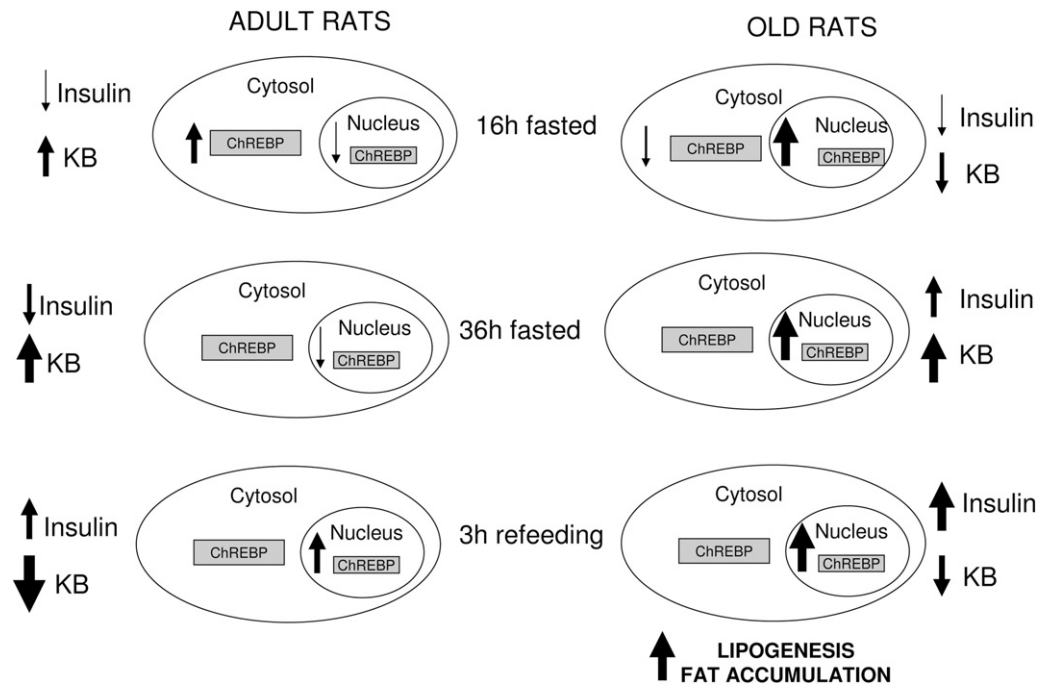 ADULT RATS
OLD RATS
Insulin
KB
Cytosol
Nucleus
ChREBP
ChREBP
16h fasted
Cytosol
Nucleus
ChREBP
ChREBP
Insulin
KB
Insulin
KB
Cytosol
Nucleus
ChREBP
ChREBP
36h fasted
Cytosol
Nucleus
ChREBP
ChREBP
Insulin
KB
Insulin
KB
Cytosol
Nucleus
ChREBP
ChREBP
3h refeeding
Cytosol
Nucleus
ChREBP
ChREBP
Insulin
KB
LIPOGENESIS
FAT ACCUMULATION